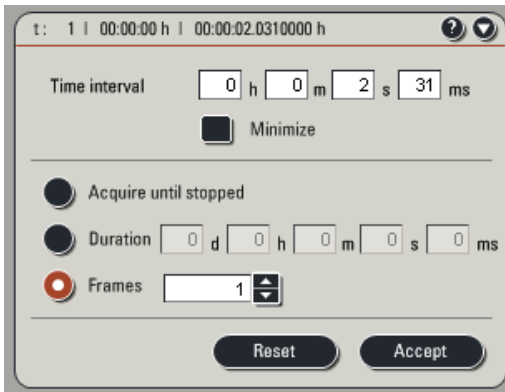 t: 1 | 00:00:00 h | 00:00:02.0310000 h ?
Time interval 0 h 0 m 2 s 31 ms
Minimize
Acquire until stopped
Duration 0 d 0 h 0 m 0 s 0 ms
Frames 1
Reset Accept